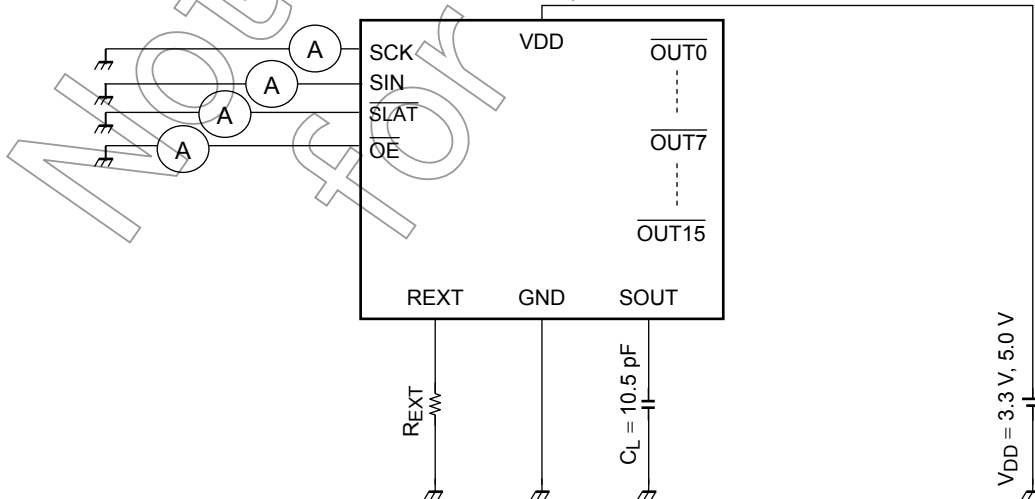 A
SCK
VDD
OUT0
A
SIN
A
SLAT
A
OE
OUT7
OUT15
REXT
GND
SOUT
REXT
CL = 10.5 pF
VDD = 3.3 V, 5.0 V
for